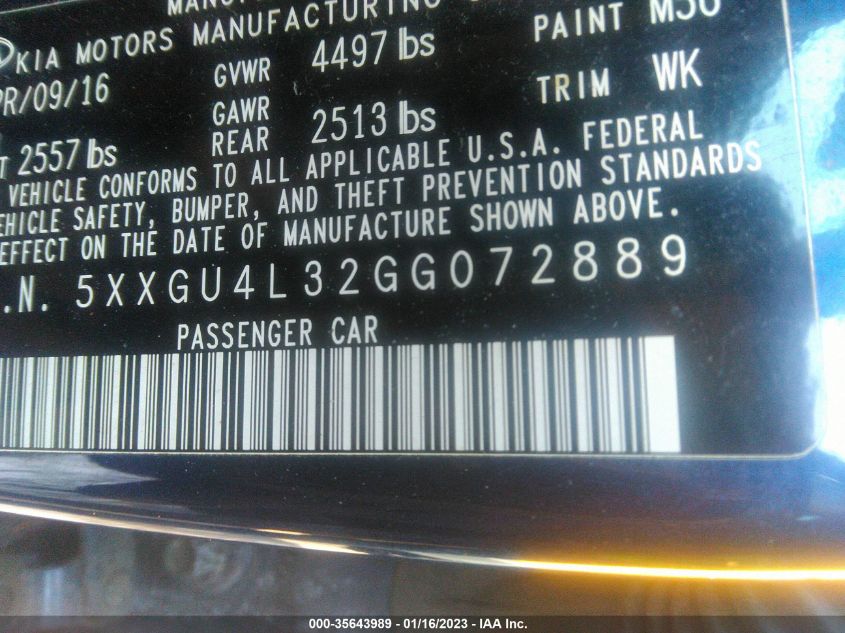 KIA MOTORS MANUFACTURING
PR/09/16 GVWR 4497 lbs PAINT
GAWR REAR 2513 lbs TRIM WK
2557 lbs
VEHICLE CONFORMS TO ALL APPLICABLE U.S.A. FEDERAL
VEHICLE SAFETY, BUMPER, AND THEFT PREVENTION STANDARDS
EFFECT ON THE DATE OF MANUFACTURE SHOWN ABOVE.
.N. 5XXGU4L32GG072889
PASSENGER CAR
000-35643989 - 01/16/2023 - IAA Inc.